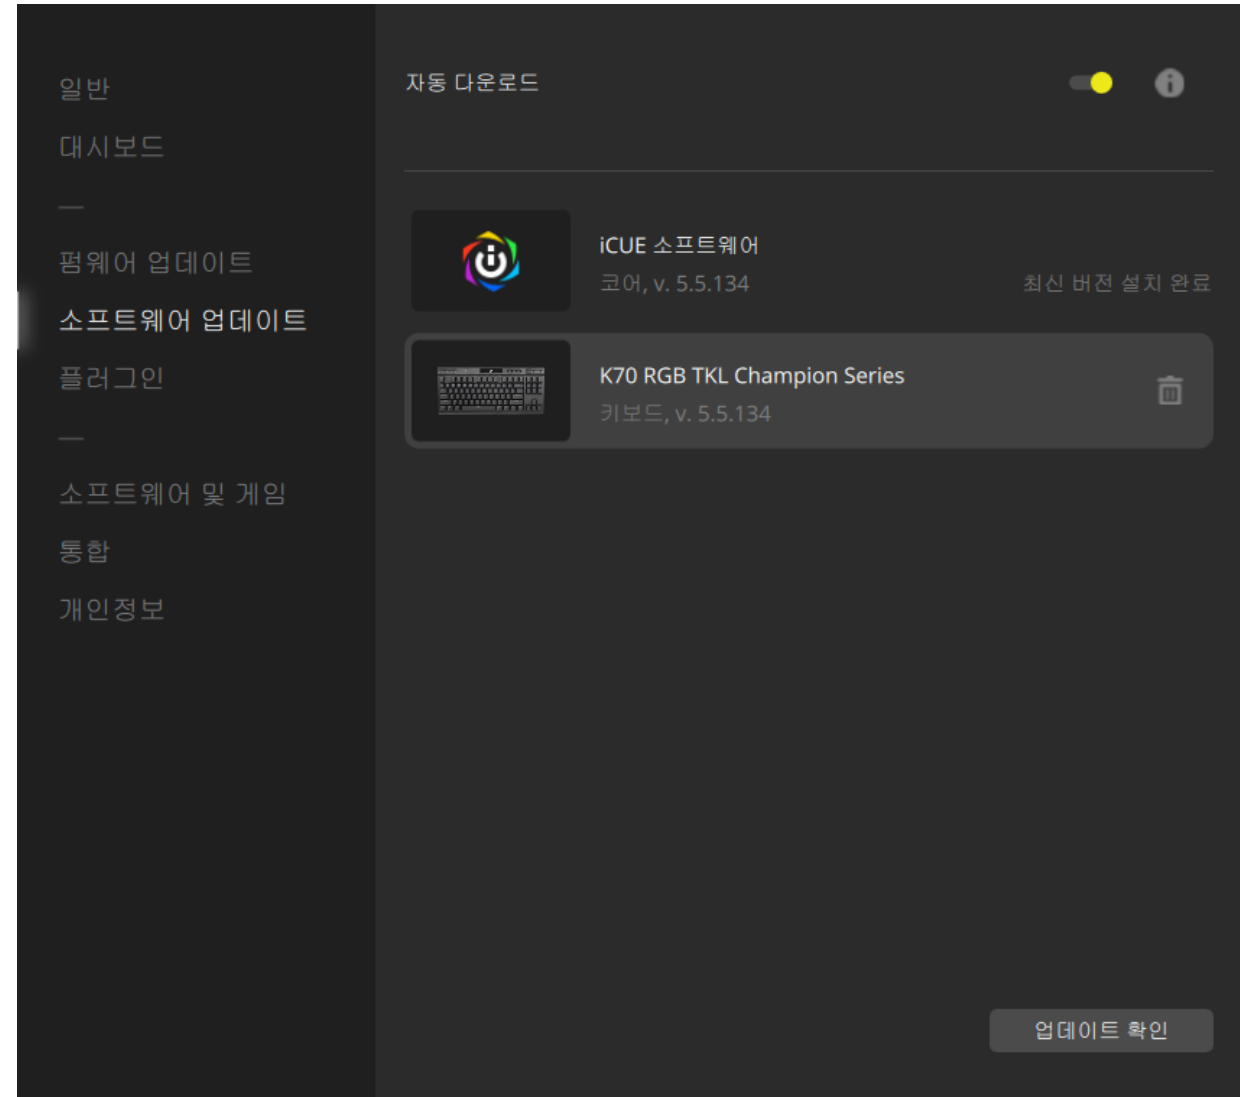 일반
대시보드
펌웨어 업데이트
소프트웨어 업데이트
플러그인
소프트웨어 및 게임
통합
개인정보
자동 다운로드
iCUE 소프트웨어
코어, v. 5.5.134
최신 버전 설치 완료
K70 RGB TKL Champion Series
키보드, v. 5.5.134
업데이트 확인